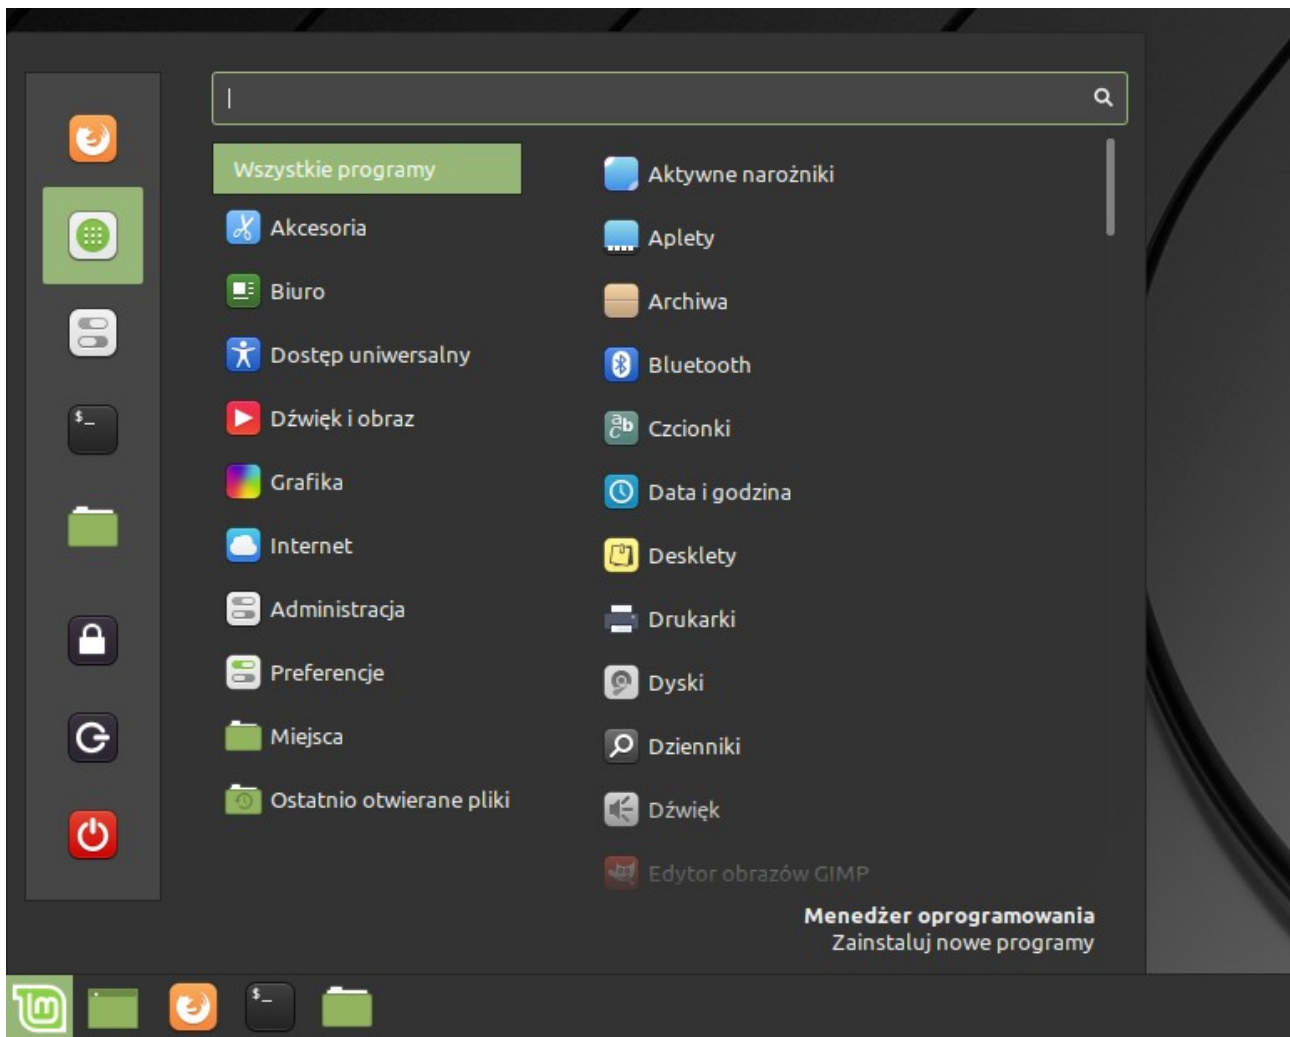 Wszystkie programy
Akcesoria
Biuro
Dostęp uniwersalny
Dźwięk i obraz
Grafika
Internet
Administracja
Preferencje
Miejsca
Ostatnio otwierane pliki
Aktywne narożniki
Aplety
Archiwa
Bluetooth
Czcionki
Data i godzina
Desklety
Drukarki
Dyski
Dzienniki
Dźwięk
Edytor obrazów GIMP
Menedżer oprogramowania
Zainstaluj nowe programy
$_
$_